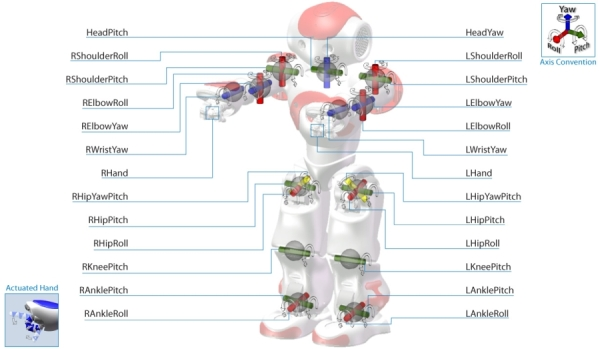 HeadPitch
HeadYaw
Yaw
Roll
Pitch
Axis Convention
RShoulderRoll
LShoulderRoll
RShoulderPitch
LShoulderPitch
RElbowRoll
LElbowYaw
RElbowYaw
LElbowRoll
RWristYaw
LWristYaw
RHand
LHand
RHipYawPitch
LHipYawPitch
RHipPitch
LHipPitch
RHipRoll
LHipRoll
RKneePitch
LKneePitch
Actuated Hand
RAnklePitch
LAnklePitch
RAnkleRoll
LAnkleRoll